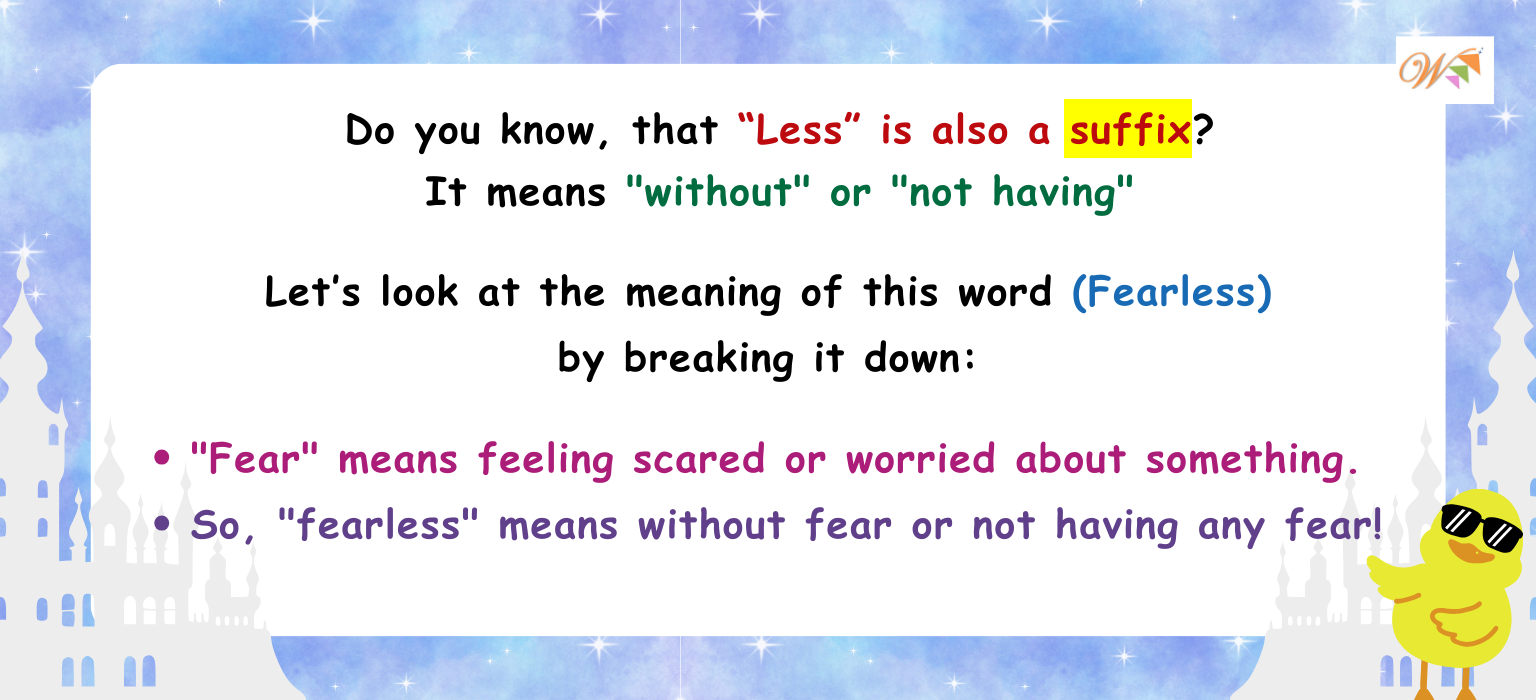 Do you know, that “Less” is also a suffix?
It means "without" or "not having"
Let’s look at the meaning of this word (Fearless)
by breaking it down:
• "Fear" means feeling scared or worried about something.
• So, "fearless" means without fear or not having any fear!
W